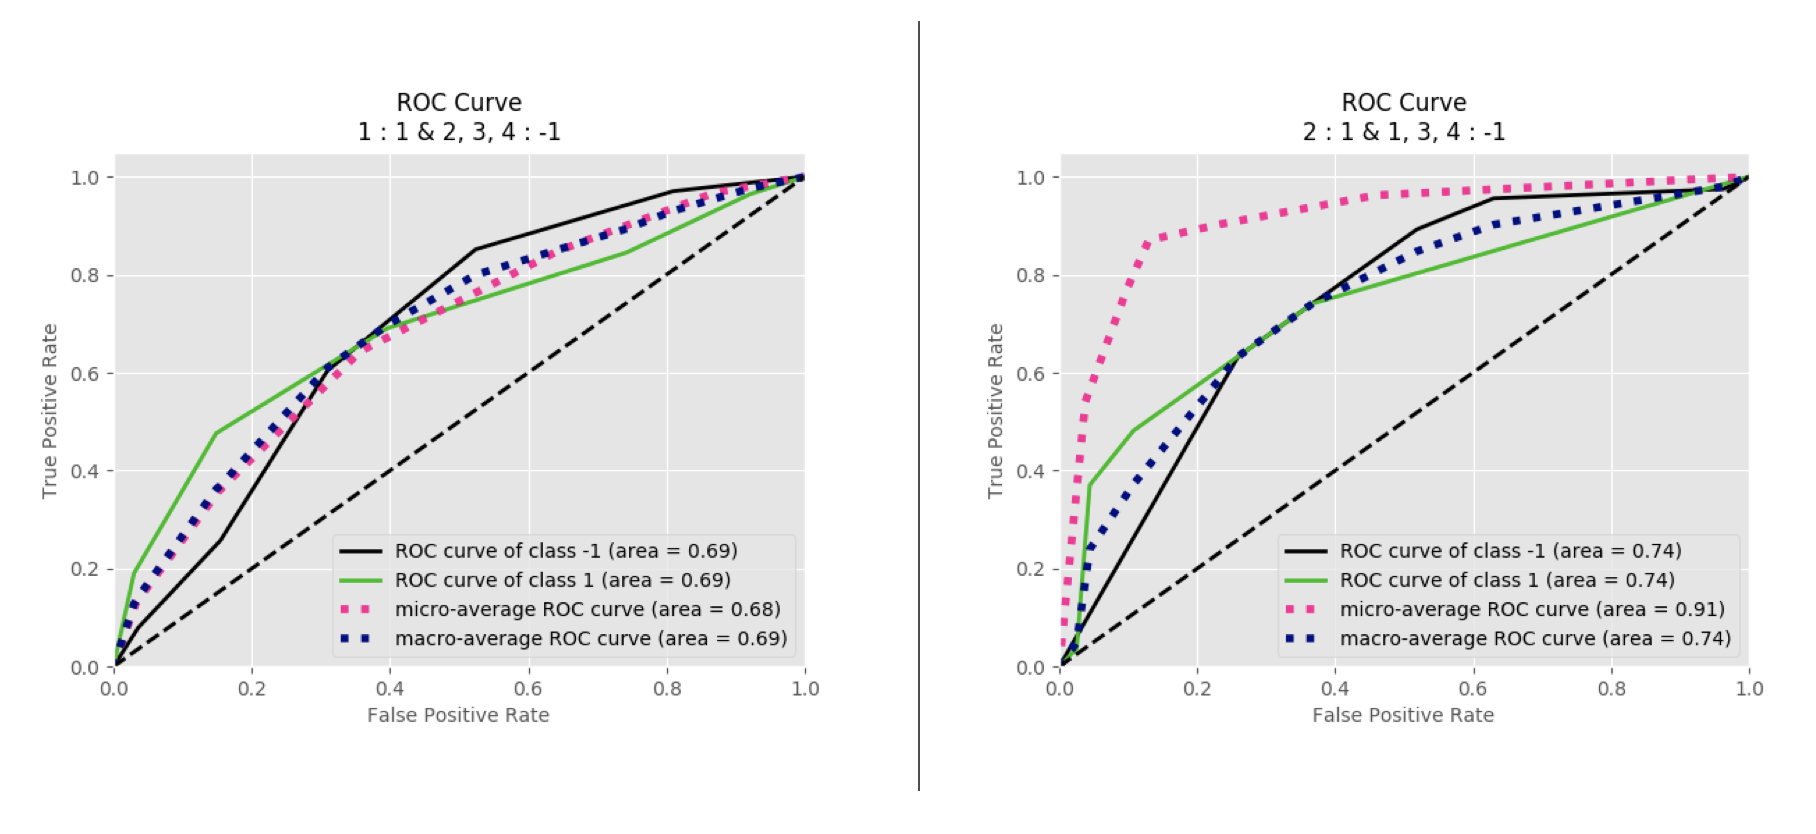 ROC Curve
1 : 1 & 2, 3, 4 : -1
1.0
0.8
0.6
0.4
0.2
0.0
True Positive Rate
ROC curve of class -1 (area = 0.69)
ROC curve of class 1 (area = 0.69)
micro-average ROC curve (area = 0.68)
macro-average ROC curve (area = 0.69)
0.0 0.2 0.4 0.6 0.8 1.0
False Positive Rate
ROC Curve
2 : 1 & 1, 3, 4 : -1
1.0
0.8
0.6
0.4
0.2
0.0
True Positive Rate
ROC curve of class -1 (area = 0.74)
ROC curve of class 1 (area = 0.74)
micro-average ROC curve (area = 0.91)
macro-average ROC curve (area = 0.74)
0.0 0.2 0.4 0.6 0.8 1.0
False Positive Rate